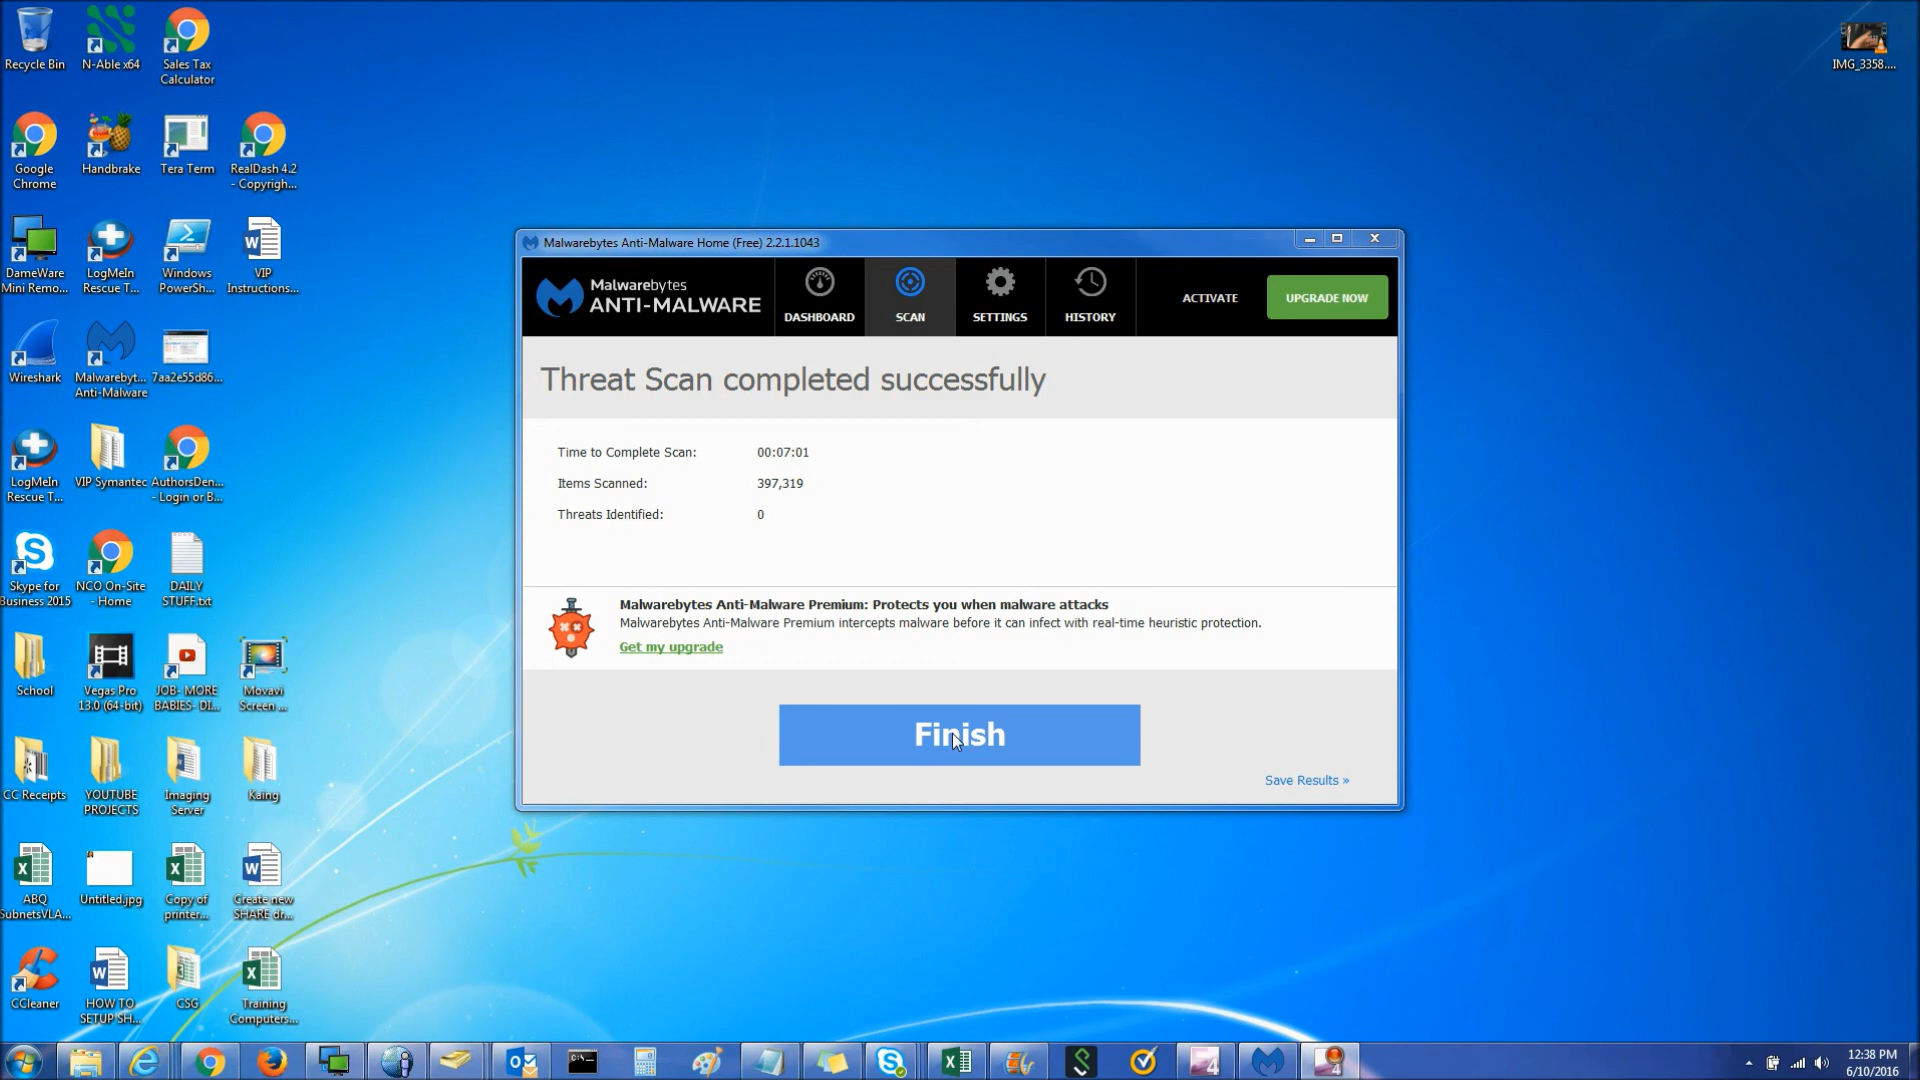 Recycle Bin
N-Able x64
Sales Tax
Calculator
IMG_3358....
Google
Chrome
Handbrake
Tera Term
RealDash 4.2
- Copyrigh...
DameWare
Mini Remo...
LogMeIn
Rescue T...
Windows
PowerSh...
VIP
Instructions...
Wireshark
Malwarebyt...
Anti-Malware
7aa2e55d86...
LogMeIn
Rescue T...
VIP Symantec
AuthorsDen...
- Login or B...
Skype for
Business 2015
NCO On-Site
- Home
DAILY
STUFF.txt
School
Vegas Pro
13.0 (64-bit)
JOB- MORE
BABIES- DI...
Movavi
Screen ...
CC Receipts
YOUTUBE
PROJECTS
Imaging
Server
Kaing
ABQ
SubnetsVLA...
Untitled.jpg
Copy of
printer...
Create new
SHARE dr...
CCleaner
HOW TO
SETUP SH...
CSG
Training
Computers...
Malwarebytes Anti-Malware Home (Free) 2.2.1.1043
Malwarebytes
ANTI-MALWARE
DASHBOARD
SCAN
SETTINGS
HISTORY
ACTIVATE
UPGRADE NOW
Threat Scan completed successfully
Time to Complete Scan: 00:07:01
Items Scanned: 397,319
Threats Identified: 0
Malwarebytes Anti-Malware Premium: Protects you when malware attacks
Malwarebytes Anti-Malware Premium intercepts malware before it can infect with real-time heuristic protection.
Get my upgrade
Finish
Save Results »
12:38 PM
6/10/2016